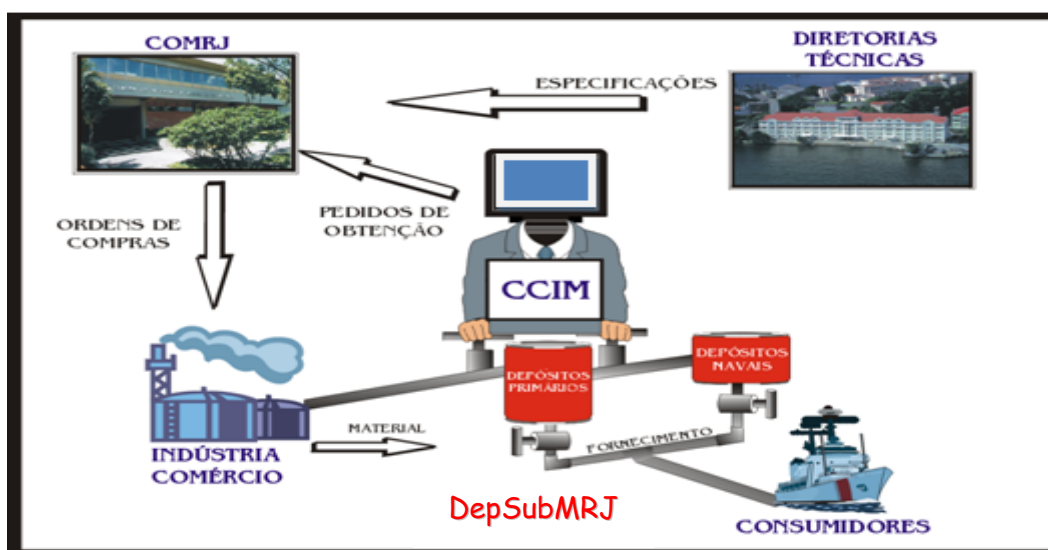 COMRJ
DIRETORIAS
TÉCNICAS
ESPECIFICAÇÕES
PEDIDOS DE
OBTENÇÃO
ORDENS DE
COMPRAS
CCIM
DEPÓSITOS
PRIMÁRIOS
DEPÓSITOS
NAVAIS
MATERIAL
FORNECIMENTO
INDÚSTRIA
COMÉRCIO
DepSubMRJ
CONSUMIDORES